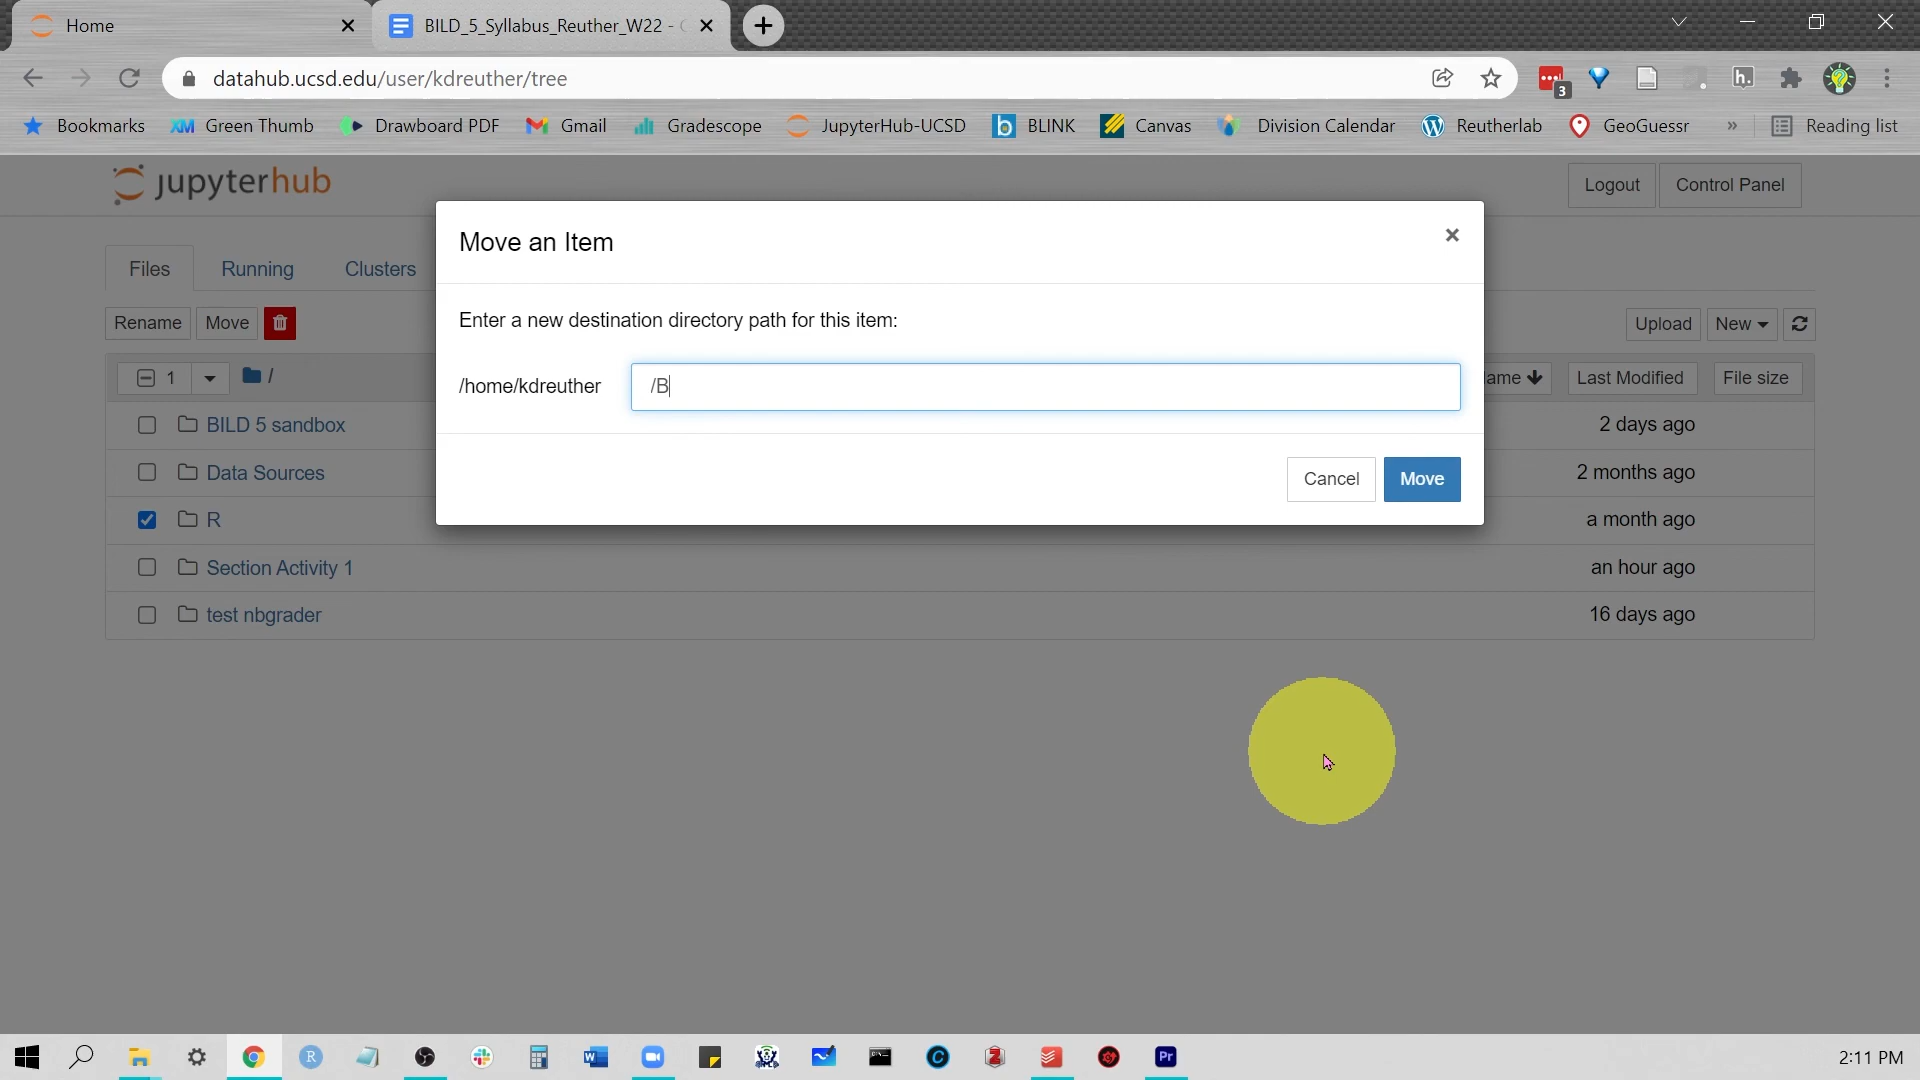 Home
BILD_5_Syllabus_Reuther_W22 -
datahub.ucsd.edu/user/kdreuther/tree
3
h.
Bookmarks
Green Thumb
Drawboard PDF
Gmail
Gradescope
JupyterHub-UCSD
BLINK
Canvas
Division Calendar
Reutherlab
GeoGuessr
»
Reading list
jupyterhub
Logout
Control Panel
Move an Item
×
Files
Running
Clusters
Enter a new destination directory path for this item:
Rename
Move
Upload
New
/home/kdreuther
/B
1
/
ame
Last Modified
File size
BILD 5 sandbox
2 days ago
Data Sources
2 months ago
Cancel
Move
R
a month ago
Section Activity 1
an hour ago
test nbgrader
16 days ago
R
W
C
Z
Pr
2:11 PM